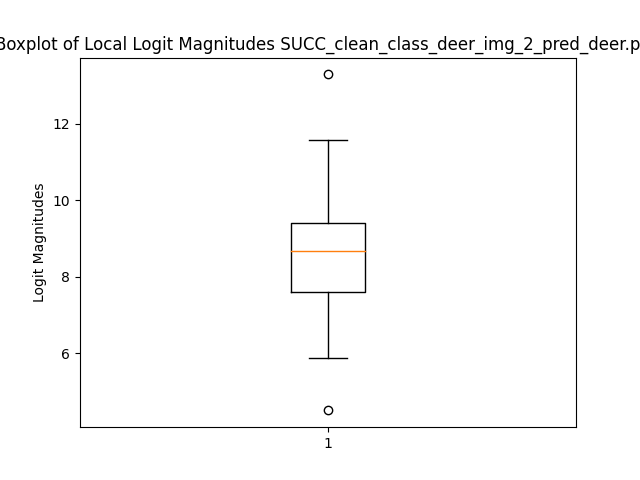 Boxplot of Local Logit Magnitudes SUCC_clean_class_deer_img_2_pred_deer.p
Logit Magnitudes
12
10
8
6
1